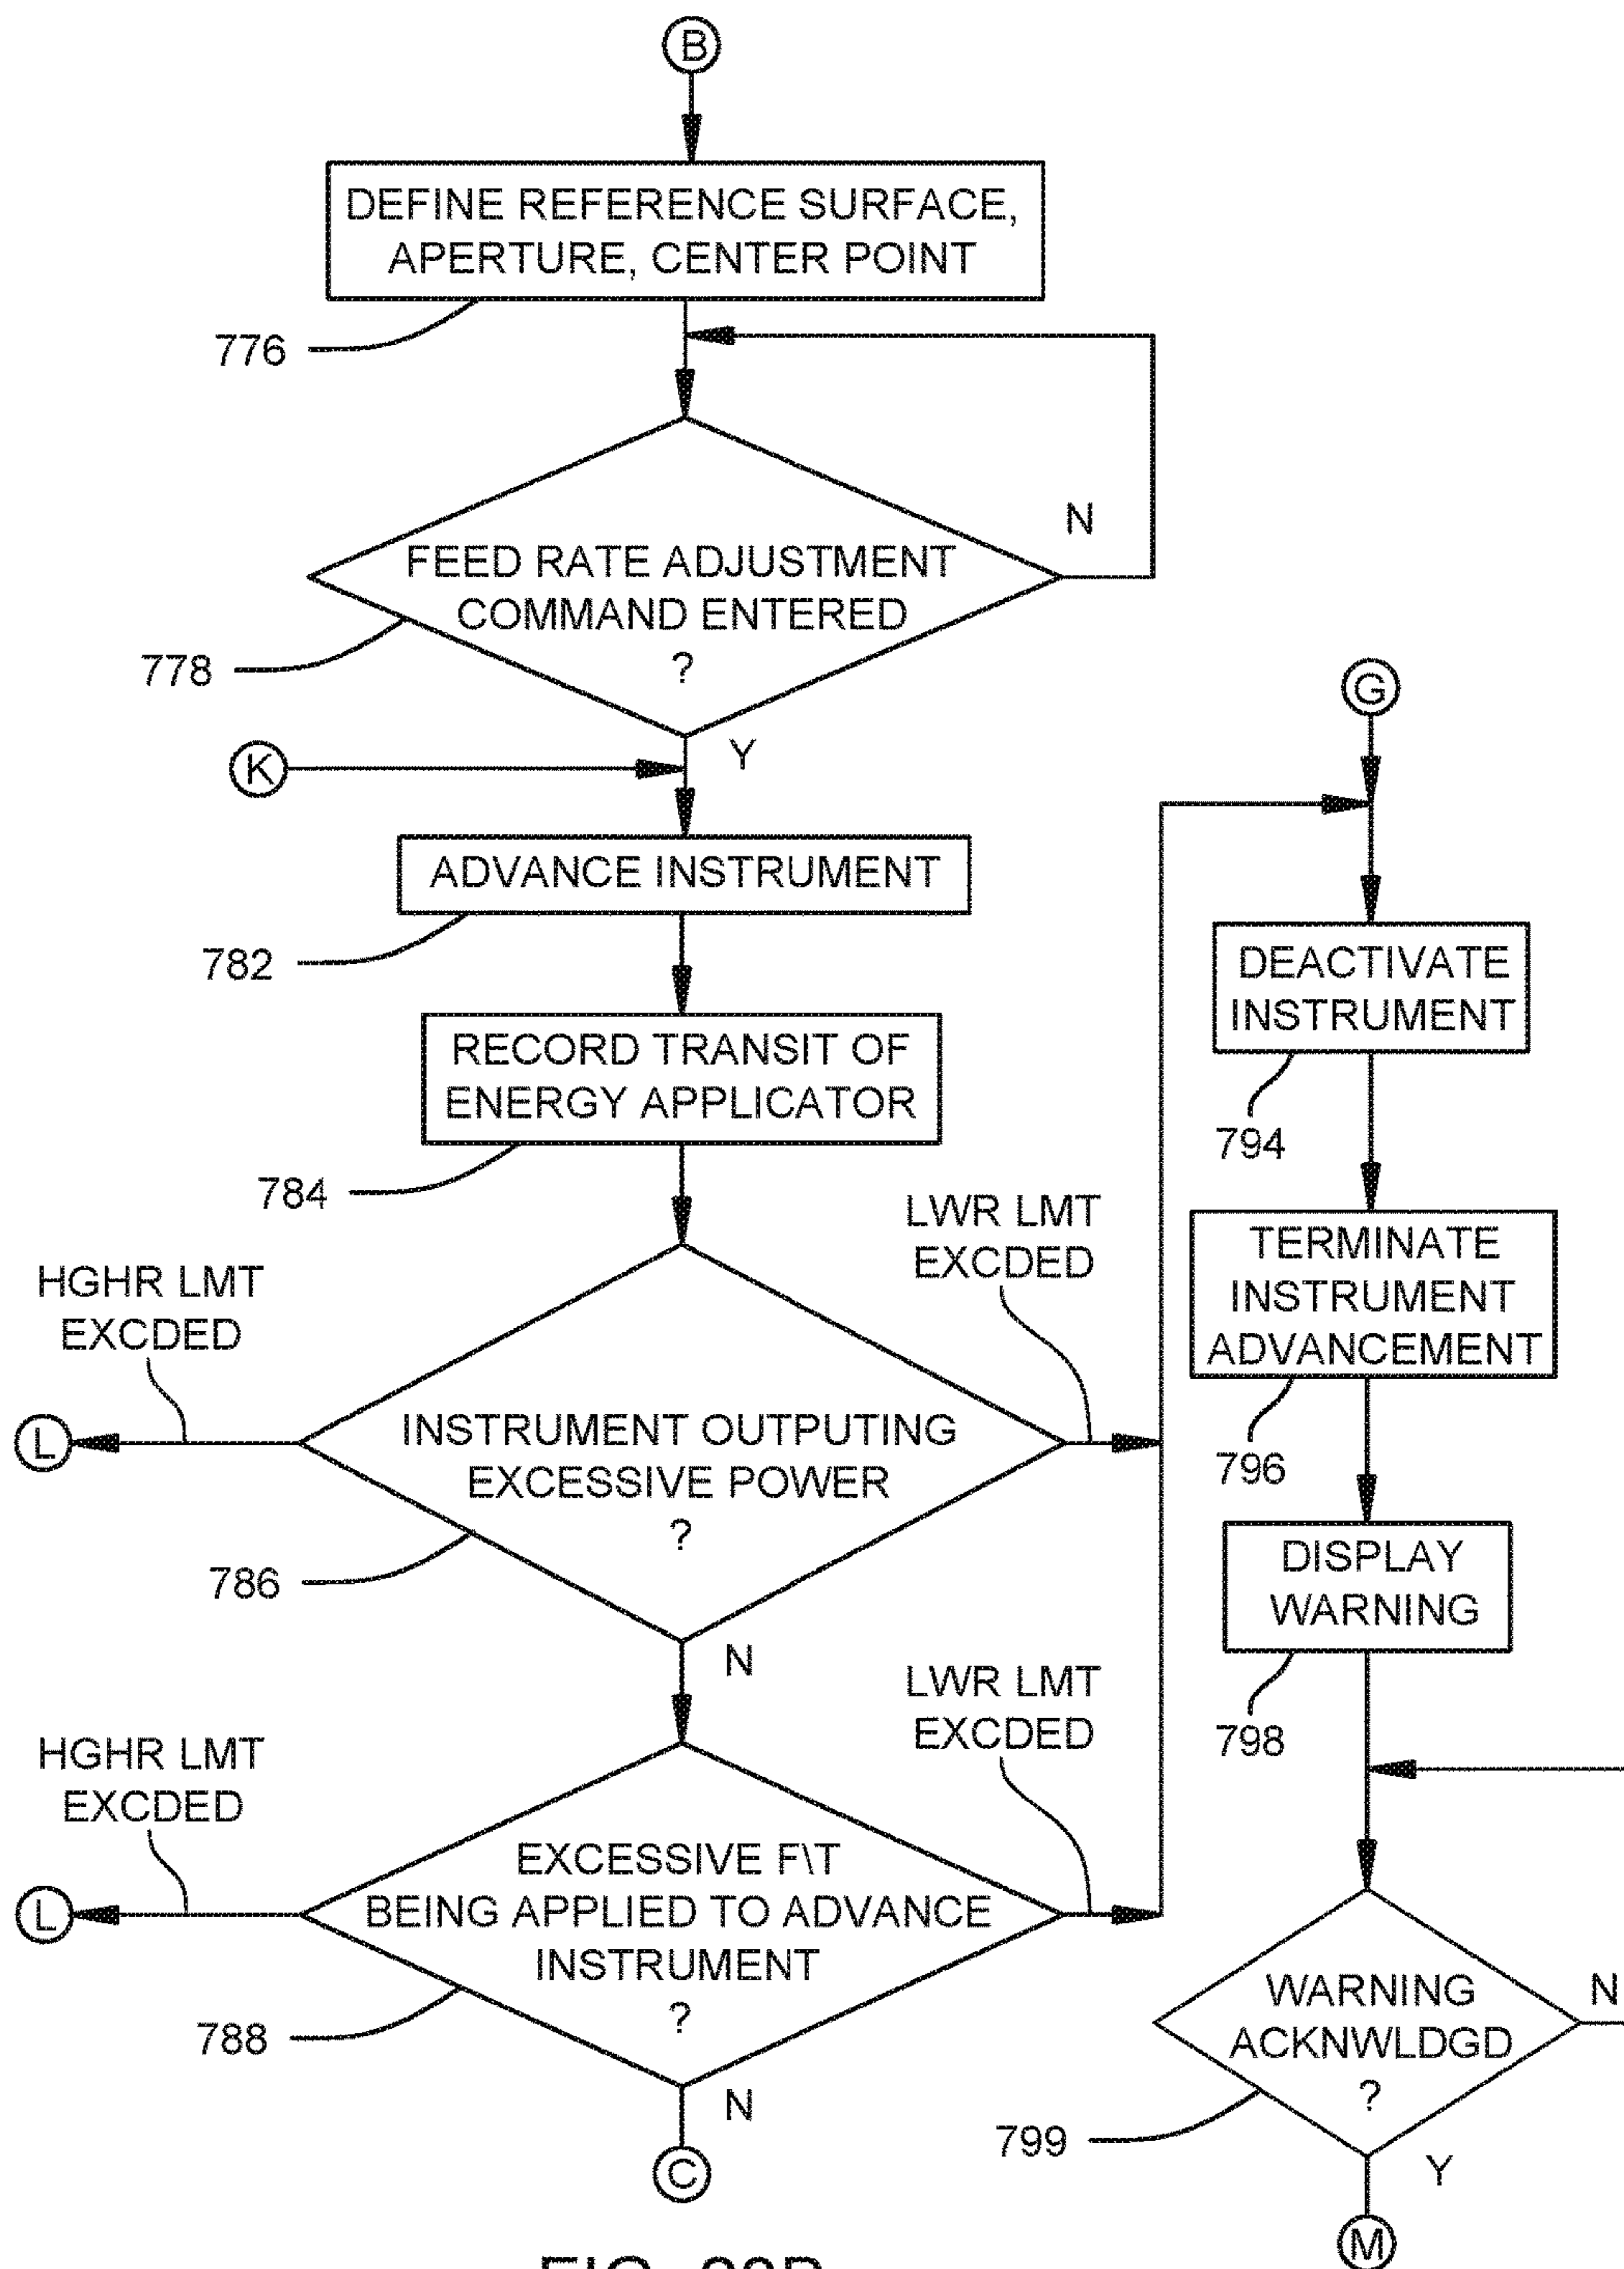 B
DEFINE REFERENCE SURFACE,
APERTURE, CENTER POINT
776
N
FEED RATE ADJUSTMENT
COMMAND ENTERED
?
778
Y
K
ADVANCE INSTRUMENT
782
RECORD TRANSIT OF
ENERGY APPLICATOR
784
HGHR LMT
EXCDED
LWR LMT
EXCDED
L
INSTRUMENT OUTPUTING
EXCESSIVE POWER
?
786
N
HGHR LMT
EXCDED
LWR LMT
EXCDED
L
EXCESSIVE F\T
BEING APPLIED TO ADVANCE
INSTRUMENT
?
788
N
C
G
DEACTIVATE
INSTRUMENT
794
TERMINATE
INSTRUMENT
ADVANCEMENT
796
DISPLAY
WARNING
798
WARNING
ACKNWLDGD
?
N
799
Y
M